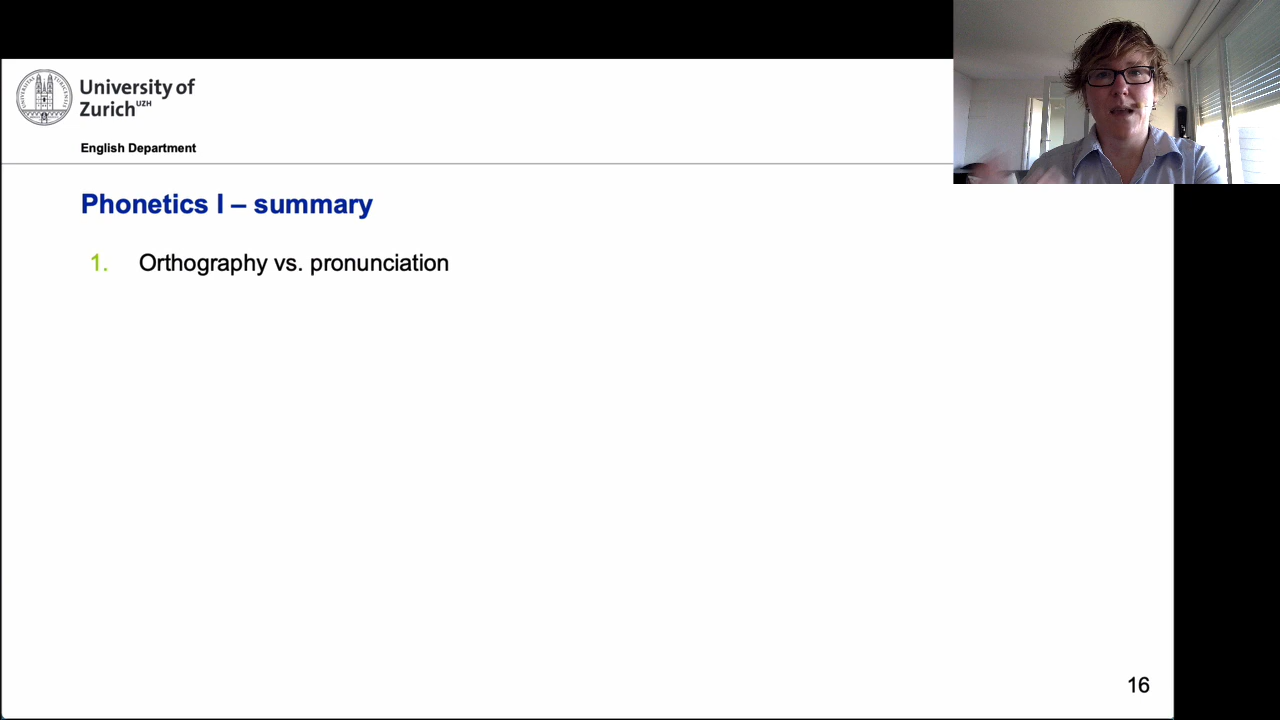 University of
Zurich UZH
English Department
Phonetics I – summary
1. Orthography vs. pronunciation
16